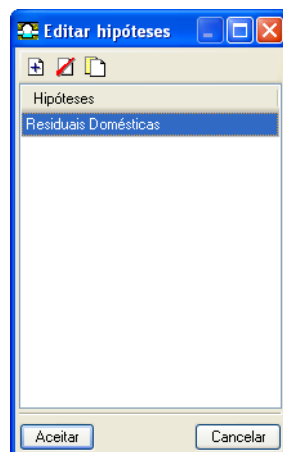 Editar hipóteses
Hipóteses
Residuais Domésticas
Aceitar Cancelar